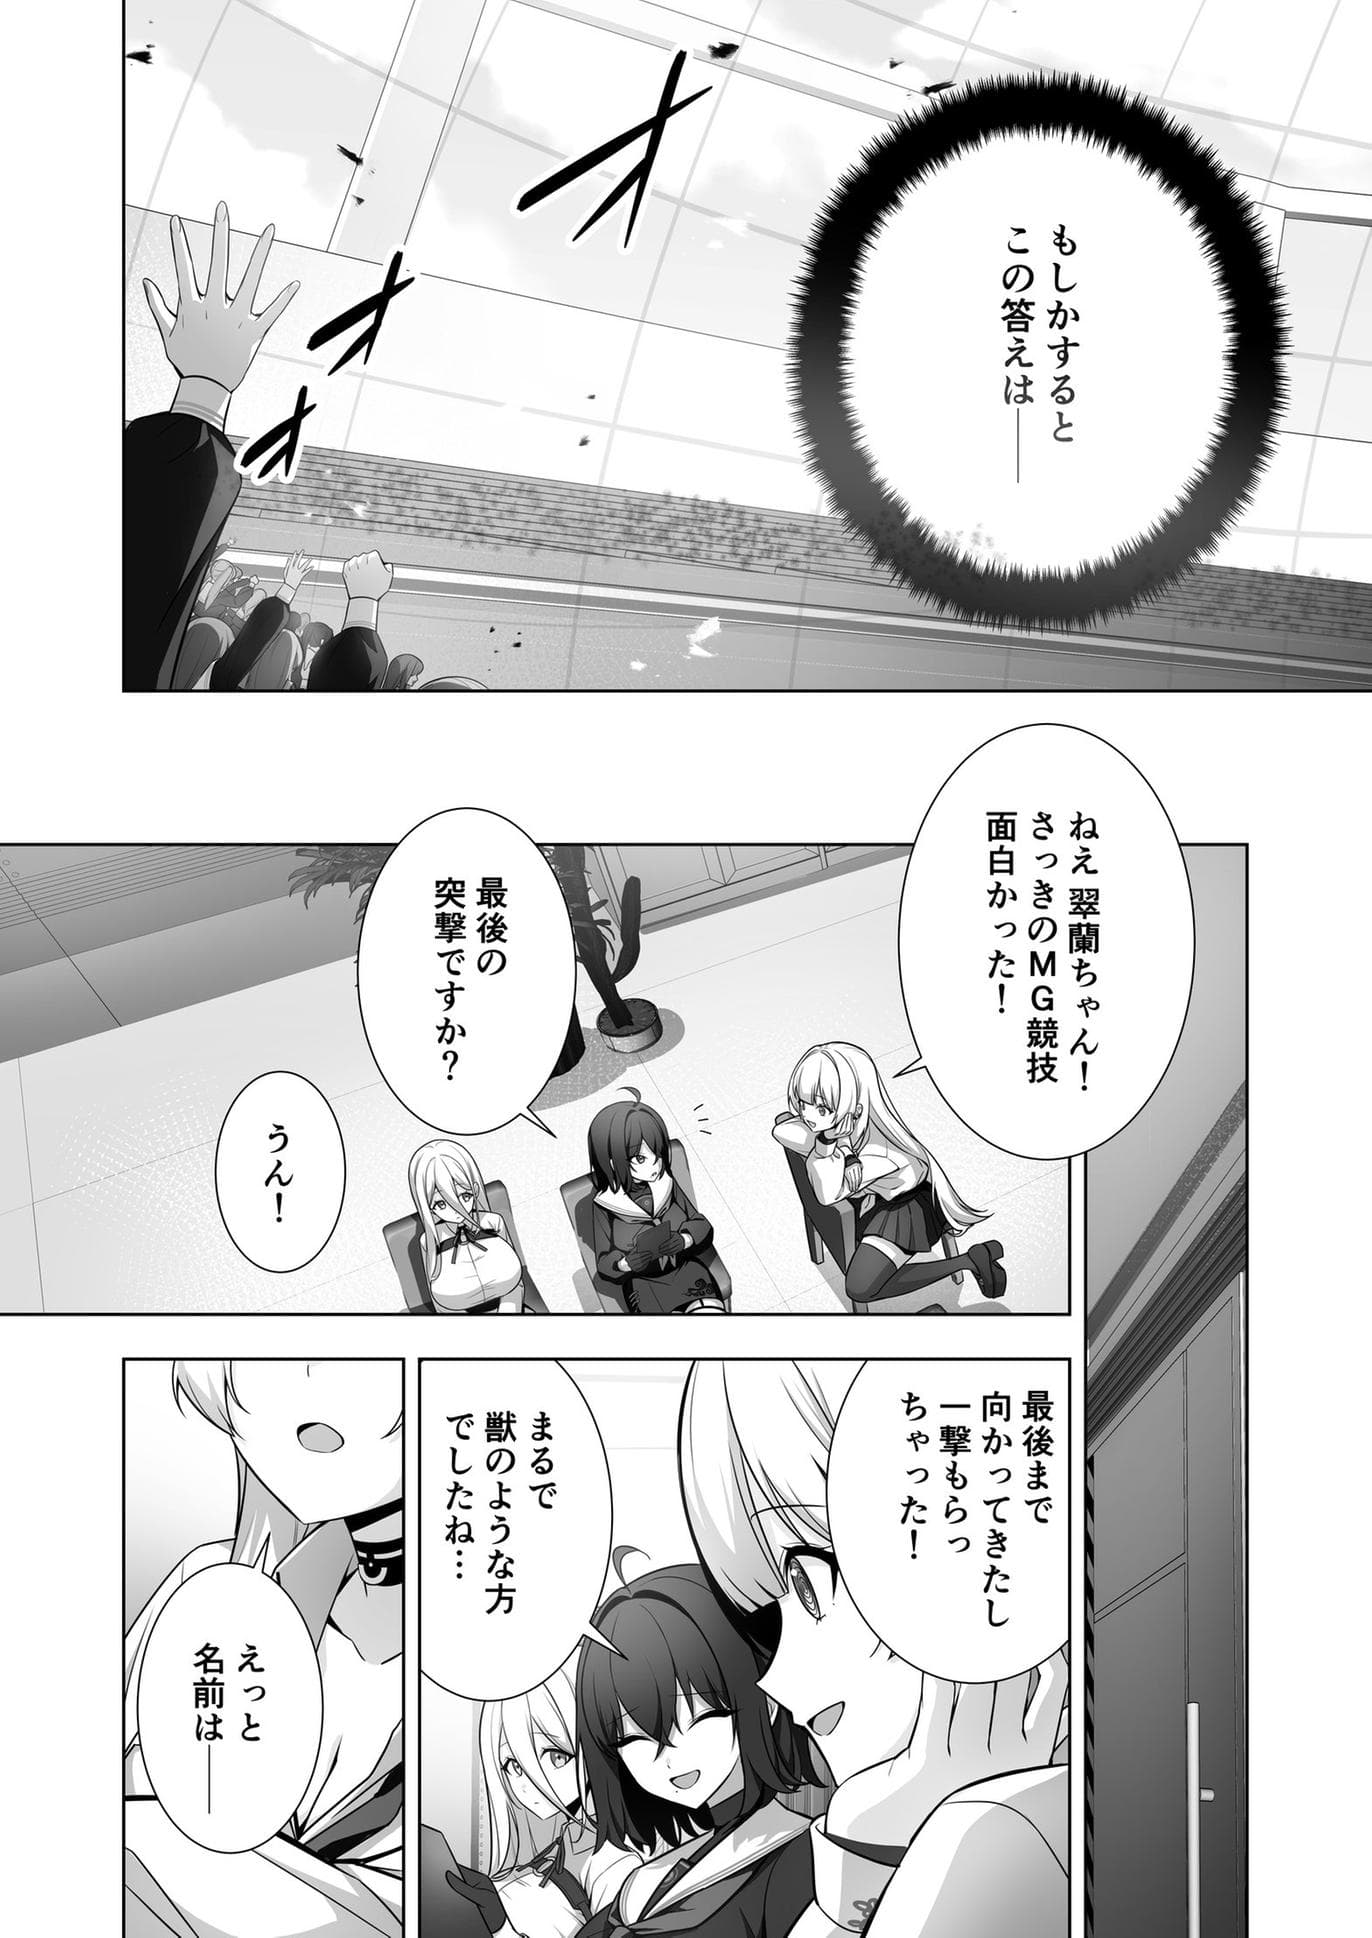 もしかすると
この答えは――
ワァァ
ねえ 翠蘭ちゃん！
さっきのMG競技
面白かった！
最後の
突撃ですか？
うん！
最後まで
向かってきたし
一撃もらっ
ちゃった！
まるで
獣のような方
でしたね…
えっと
名前は――